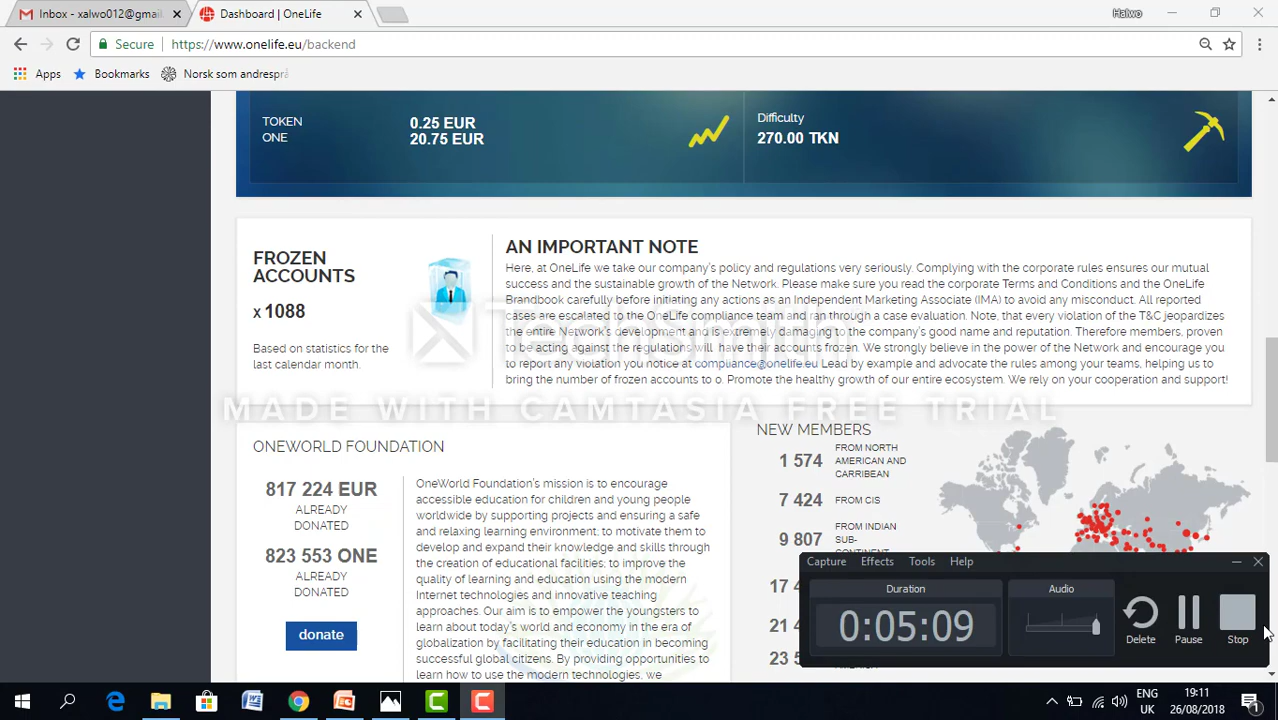 Inbox - xalwo012@gmail.
Dashboard | OneLife
Halwo
Secure
https://www.onelife.eu/backend
Apps
Bookmarks
Norsk som andresprå
TOKEN
0.25 EUR
ONE
20.75 EUR
Difficulty
270.00 TKN
FROZEN
ACCOUNTS
x 1088
Based on statistics for the
last calendar month.
AN IMPORTANT NOTE
Here, at OneLife we take our company's policy and regulations very seriously. Complying with the corporate rules ensures our mutual
success and the sustainable growth of the Network. Please make sure you read the corporate Terms and Conditions and the OneLife
Brandbook carefully before initiating any actions as an Independent Marketing Associate (IMA) to avoid any misconduct. All reported
cases are escalated to the OneLife compliance team and ran through a case evaluation. Note, that every violation of the T&C jeopardizes
the entire Network's development and is extremely damaging to the company's good name and reputation. Therefore members, proven
to be acting against the regulations will have their accounts frozen. We strongly believe in the power of the Network and encourage you
to report any violation you notice at compliance@onelife.eu Lead by example and advocate the rules among your teams, helping us to
bring the number of frozen accounts to 0. Promote the healthy growth of our entire ecosystem. We rely on your cooperation and support!
TechSmith
MADE WITH CAMTASIA FREE TRIAL
ONEWORLD FOUNDATION
817 224 EUR
ALREADY
DONATED
823 553 ONE
ALREADY
DONATED
donate
OneWorld Foundation's mission is to encourage
accessible education for children and young people
worldwide by supporting projects and ensuring a safe
and relaxing learning environment; to motivate them to
develop and expand their knowledge and skills through
the creation of educational facilities; to improve the
quality of learning and education using the modern
Internet technologies and innovative teaching
approaches. Our aim is to empower the youngsters to
learn about today's world and economy in the era of
globalization by facilitating their education in becoming
successful global citizens. By providing opportunities to
learn how to use the modern technologies, we
NEW MEMBERS
1 574
FROM NORTH
AMERICAN AND
CARRIBEAN
7 424
FROM CIS
9 807
FROM INDIAN
SUB-
17 4
21 4
23 5
Capture
Effects
Tools
Help
Duration
0:05:09
Audio
Delete
Pause
Stop
ENG
UK
19:11
26/08/2018
1